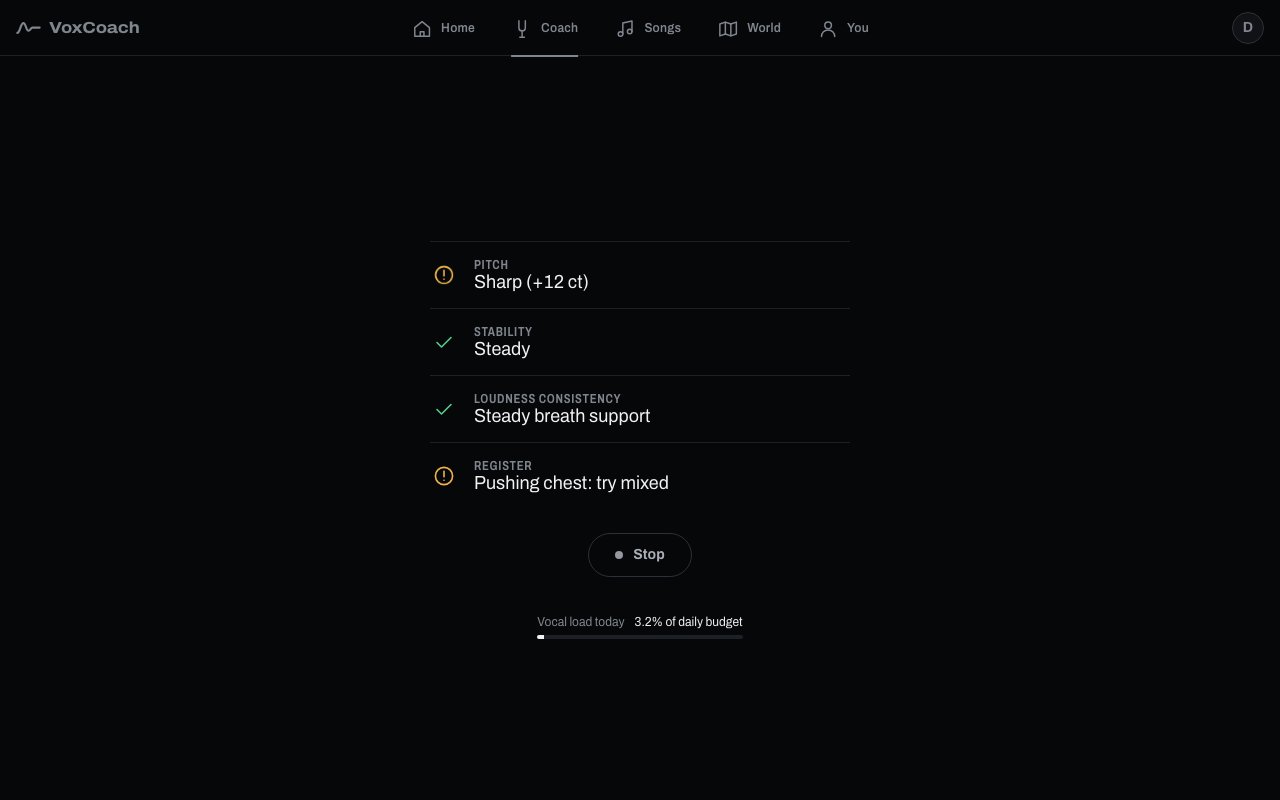 VoxCoach
Home
Coach
Songs
World
You
D
PITCH
Sharp (+12 ct)
STABILITY
Steady
LOUDNESS CONSISTENCY
Steady breath support
REGISTER
Pushing chest: try mixed
Stop
Vocal load today 3.2% of daily budget